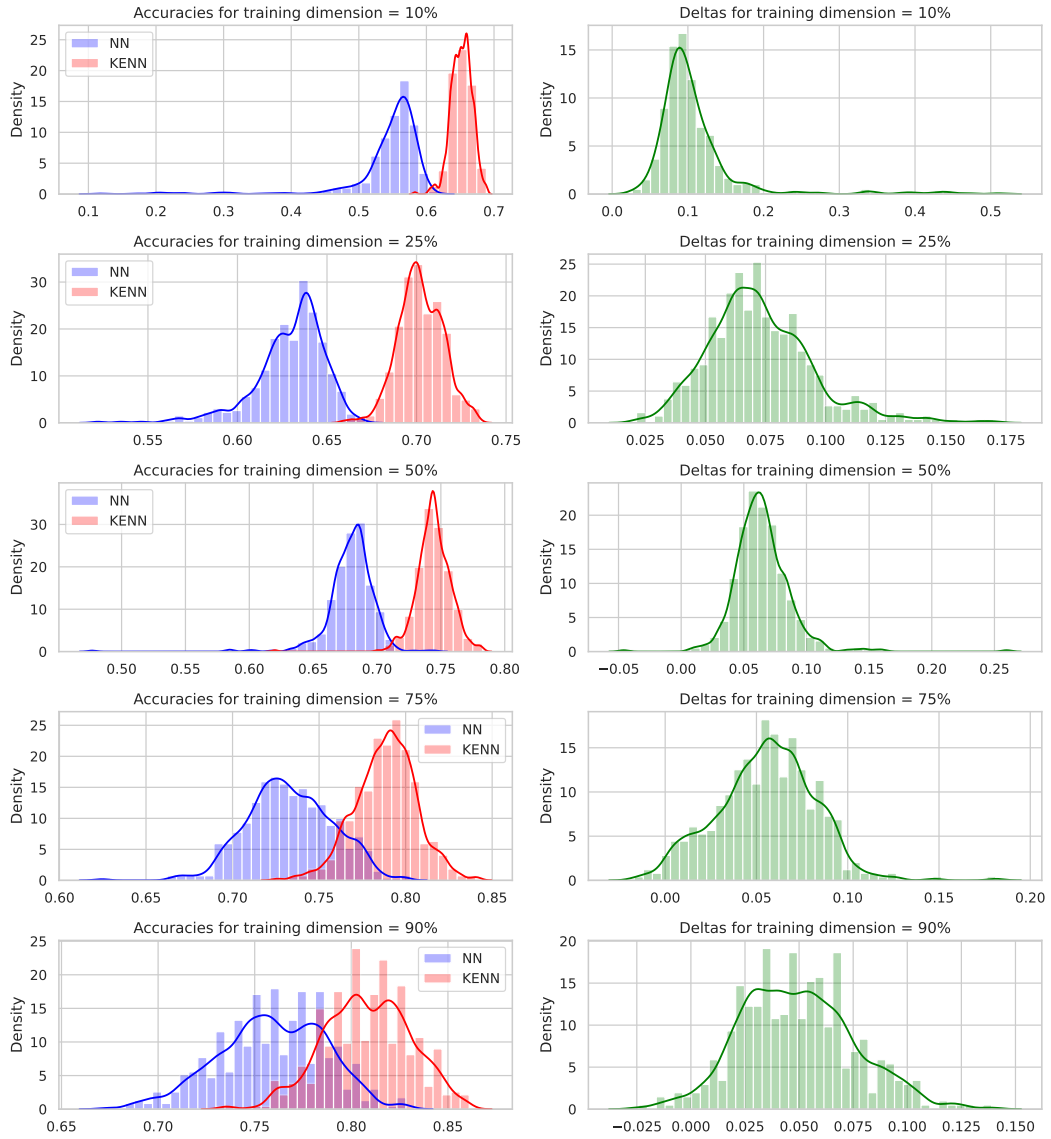 Accuracies for training dimension = 10%
Density
25
20
15
10
5
0
NN
KENN
0.1 0.2 0.3 0.4 0.5 0.6 0.7
Deltas for training dimension = 10%
Density
15
10
5
0
0.0 0.1 0.2 0.3 0.4 0.5
Accuracies for training dimension = 25%
Density
30
20
10
0
NN
KENN
0.55 0.60 0.65 0.70 0.75
Deltas for training dimension = 25%
Density
25
20
15
10
5
0
0.025 0.050 0.075 0.100 0.125 0.150 0.175
Accuracies for training dimension = 50%
Density
30
20
10
0
NN
KENN
0.50 0.55 0.60 0.65 0.70 0.75 0.80
Deltas for training dimension = 50%
Density
20
15
10
5
0
−0.05 0.00 0.05 0.10 0.15 0.20 0.25
Accuracies for training dimension = 75%
Density
25
20
15
10
5
0
NN
KENN
0.60 0.65 0.70 0.75 0.80 0.85
Deltas for training dimension = 75%
Density
15
10
5
0
0.00 0.05 0.10 0.15 0.20
Accuracies for training dimension = 90%
Density
25
20
15
10
5
0
NN
KENN
0.65 0.70 0.75 0.80 0.85
Deltas for training dimension = 90%
Density
20
15
10
5
0
−0.025 0.000 0.025 0.050 0.075 0.100 0.125 0.150